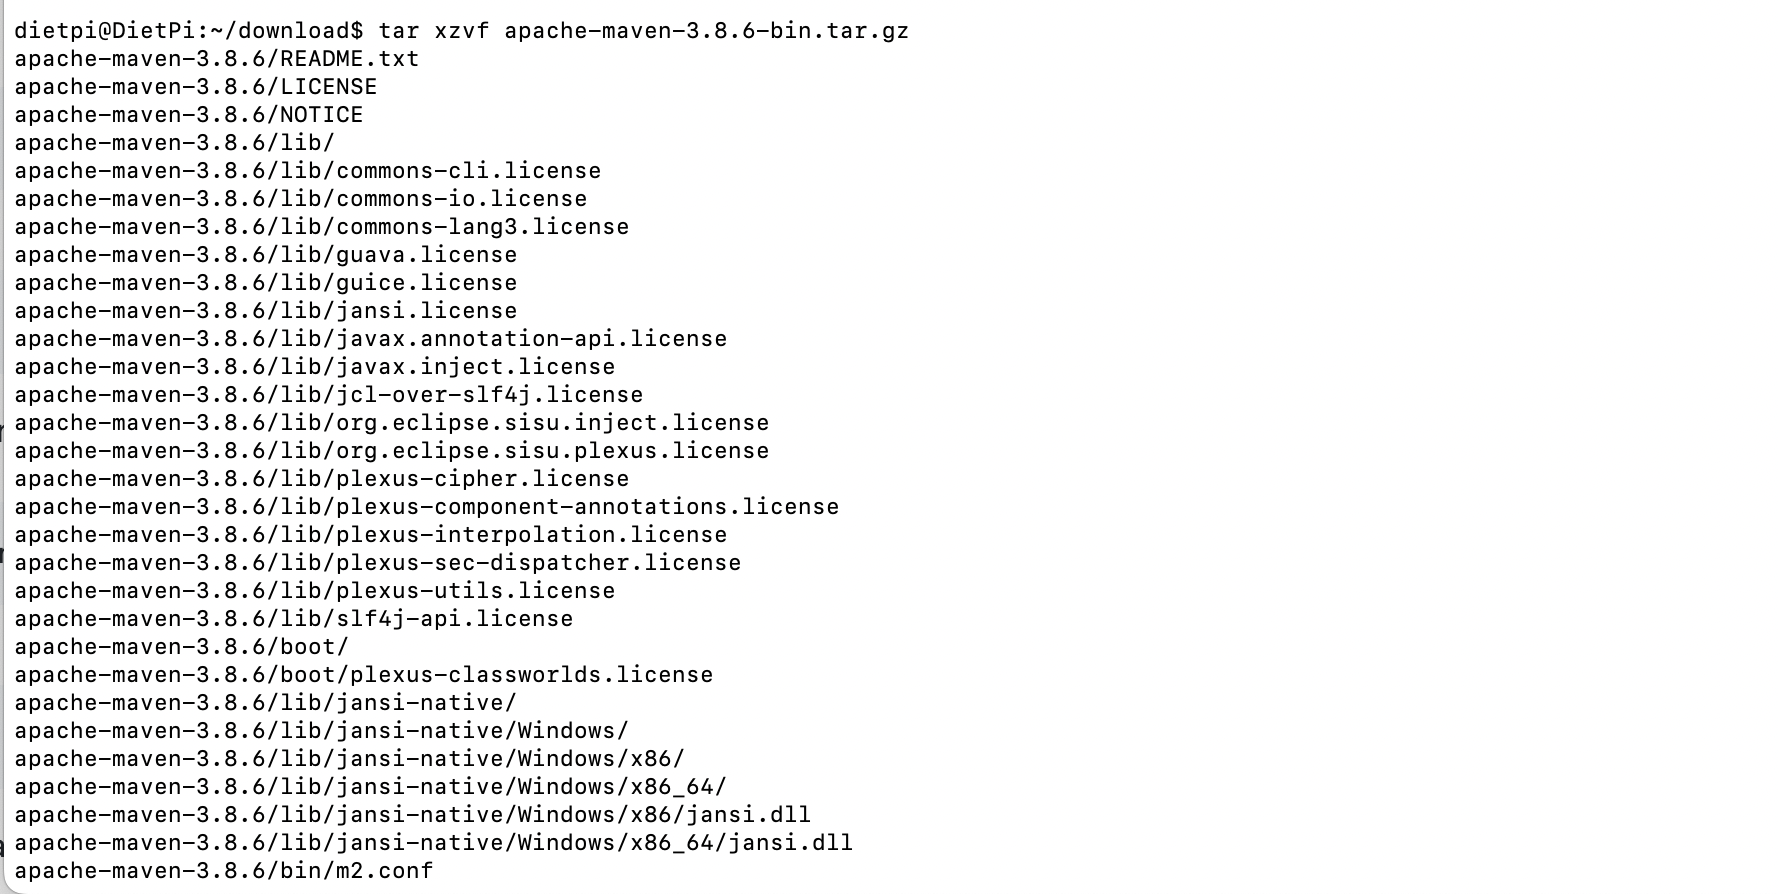 dietpi@DietPi:~/download$ tar xzvf apache-maven-3.8.6-bin.tar.gz
apache-maven-3.8.6/README.txt
apache-maven-3.8.6/LICENSE
apache-maven-3.8.6/NOTICE
apache-maven-3.8.6/lib/
apache-maven-3.8.6/lib/commons-cli.license
apache-maven-3.8.6/lib/commons-io.license
apache-maven-3.8.6/lib/commons-lang3.license
apache-maven-3.8.6/lib/guava.license
apache-maven-3.8.6/lib/guice.license
apache-maven-3.8.6/lib/jansi.license
apache-maven-3.8.6/lib/javax.annotation-api.license
apache-maven-3.8.6/lib/javax.inject.license
apache-maven-3.8.6/lib/jcl-over-slf4j.license
apache-maven-3.8.6/lib/org.eclipse.sisu.inject.license
apache-maven-3.8.6/lib/org.eclipse.sisu.plexus.license
apache-maven-3.8.6/lib/plexus-cipher.license
apache-maven-3.8.6/lib/plexus-component-annotations.license
apache-maven-3.8.6/lib/plexus-interpolation.license
apache-maven-3.8.6/lib/plexus-sec-dispatcher.license
apache-maven-3.8.6/lib/plexus-utils.license
apache-maven-3.8.6/lib/slf4j-api.license
apache-maven-3.8.6/boot/
apache-maven-3.8.6/boot/plexus-classworlds.license
apache-maven-3.8.6/lib/jansi-native/
apache-maven-3.8.6/lib/jansi-native/Windows/
apache-maven-3.8.6/lib/jansi-native/Windows/x86/
apache-maven-3.8.6/lib/jansi-native/Windows/x86_64/
apache-maven-3.8.6/lib/jansi-native/Windows/x86/jansi.dll
apache-maven-3.8.6/lib/jansi-native/Windows/x86_64/jansi.dll
apache-maven-3.8.6/bin/m2.conf